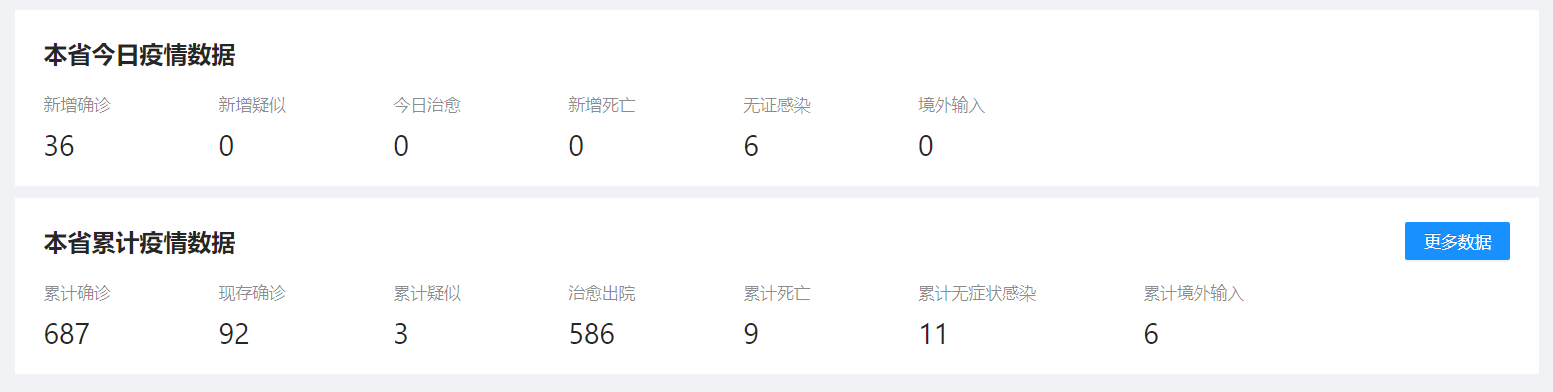 本省今日疫情数据
新增确诊 新增疑似 今日治愈 新增死亡 无证感染 境外输入
36 0 0 0 6 0
本省累计疫情数据 更多数据
累计确诊 现存确诊 累计疑似 治愈出院 累计死亡 累计无症状感染 累计境外输入
687 92 3 586 9 11 6